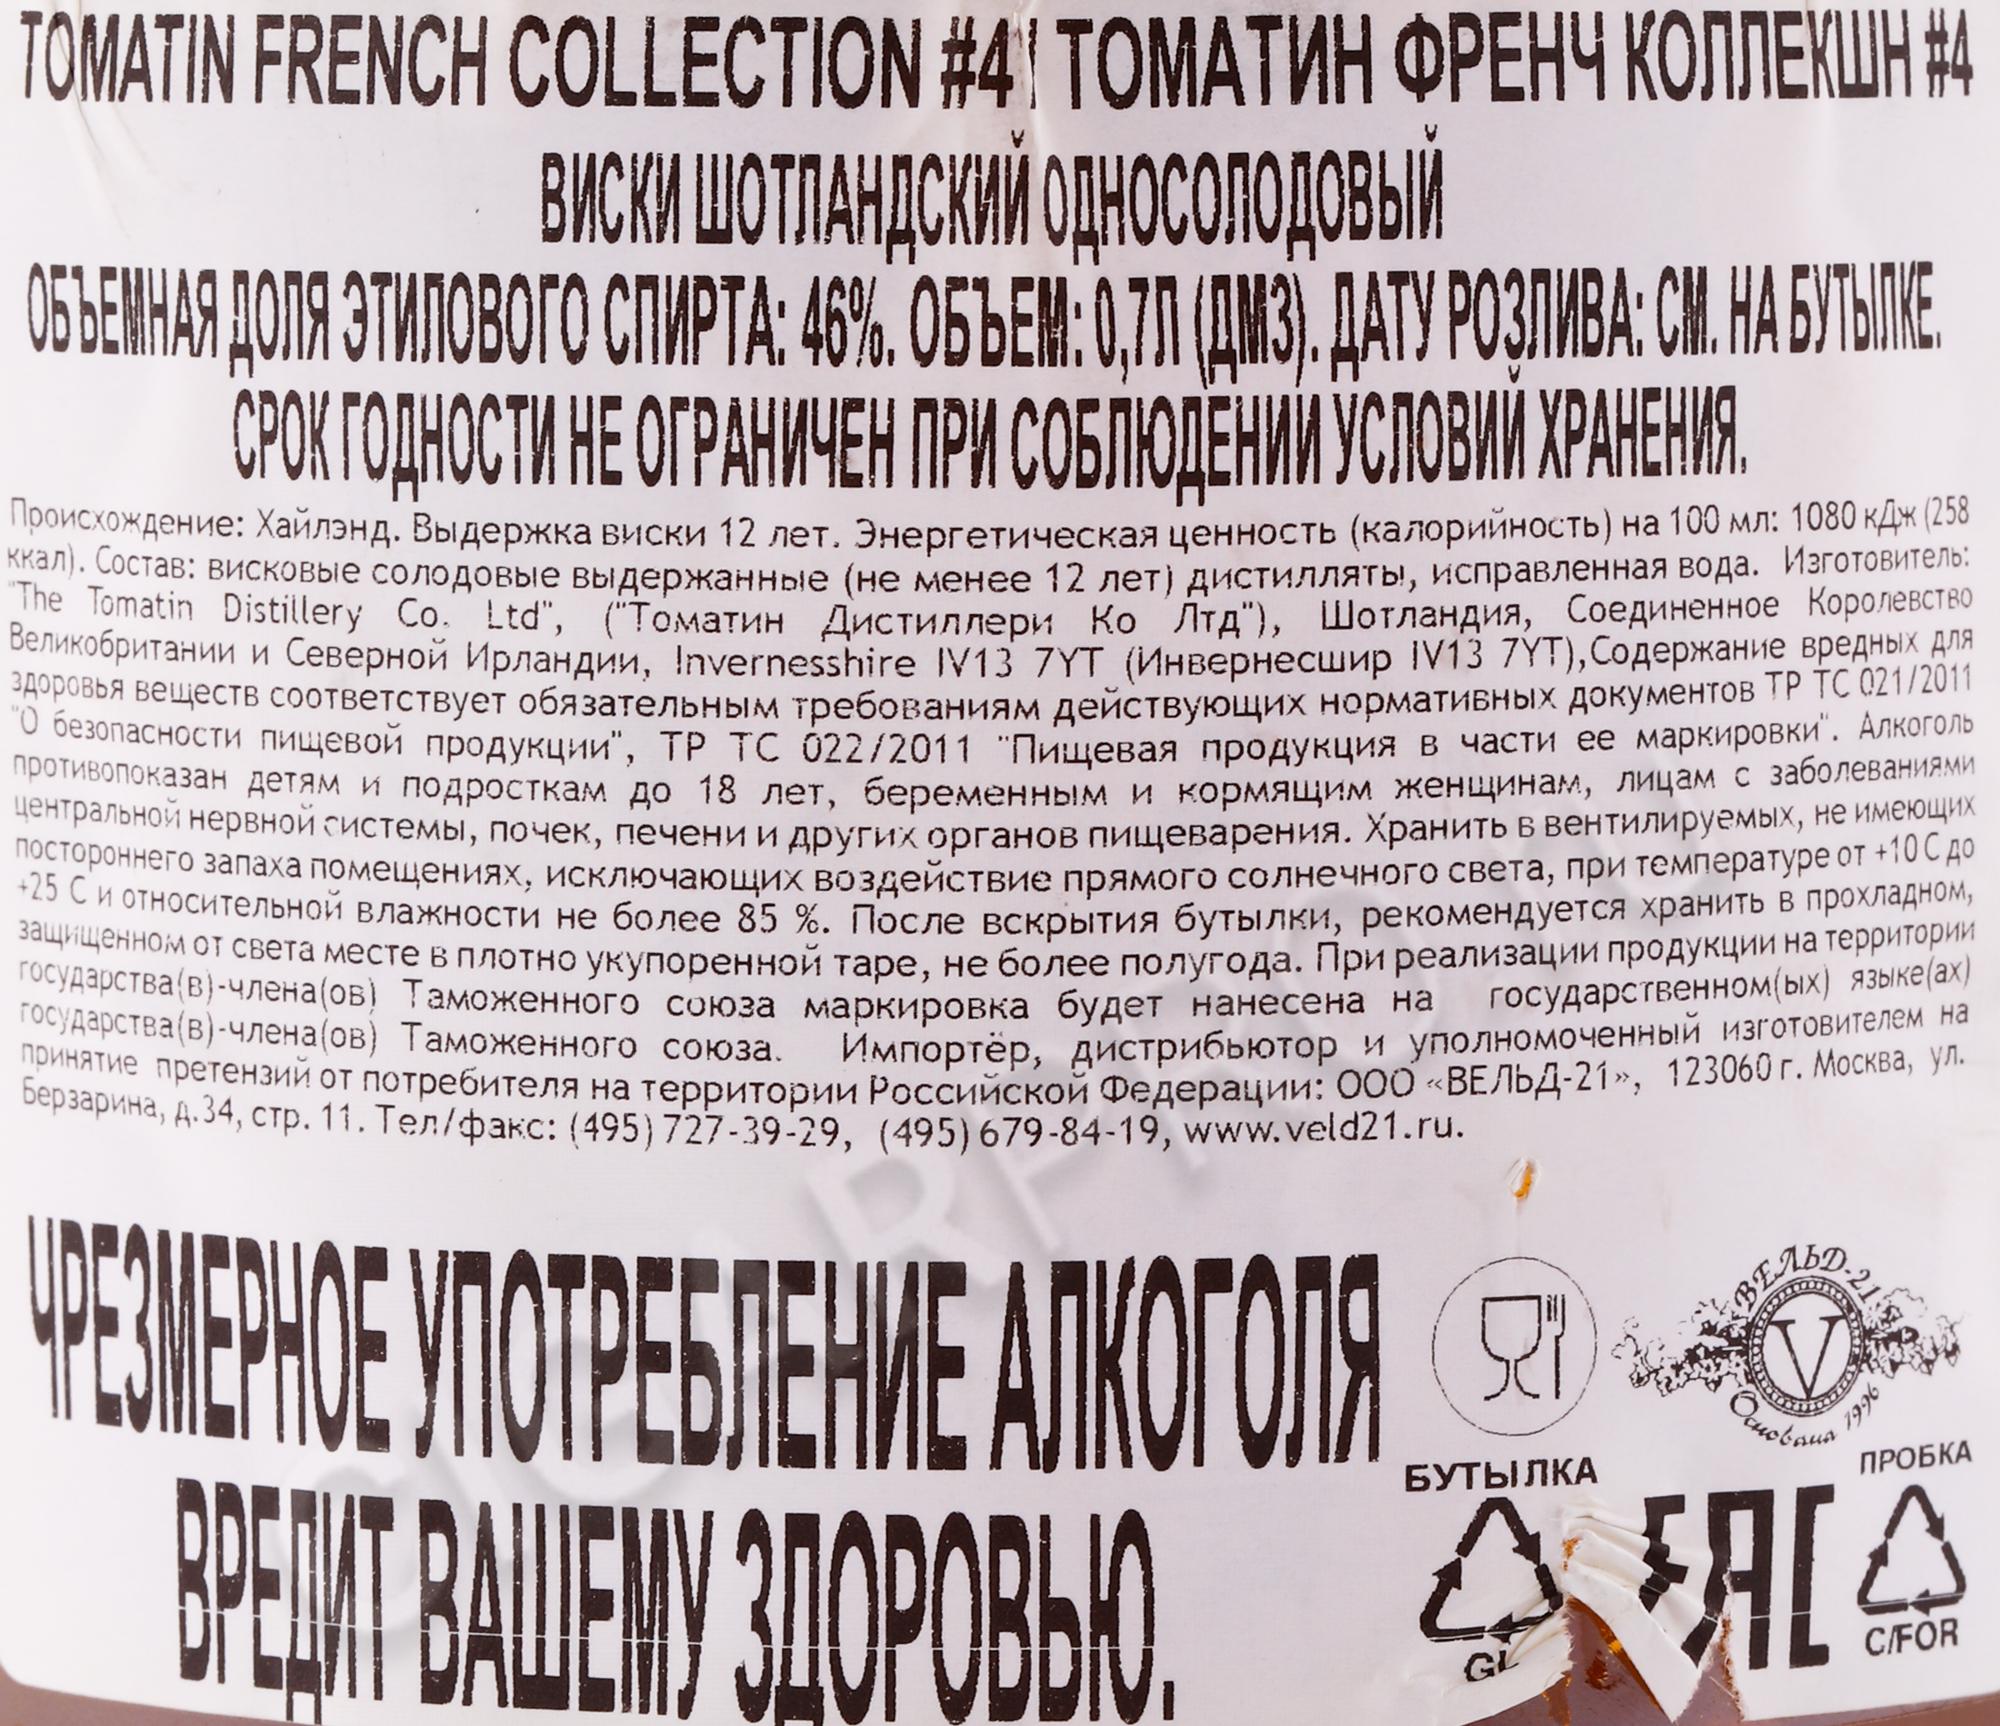 TOMATIN FRENCH COLLECTION #4 | ТОМАТИН ФРЕНЧ КОЛЛЕКШН #4
ВИСКИ ШОТЛАНДСКИЙ ОДНОСОЛОДОВЫЙ
ОБЪЕМНАЯ ДОЛЯ ЭТИЛОВОГО СПИРТА: 46%. ОБЪЕМ: 0,7Л (ДМ3). ДАТУ РОЗЛИВА: СМ. НА БУТЫЛКЕ.
СРОК ГОДНОСТИ НЕ ОГРАНИЧЕН ПРИ СОБЛЮДЕНИИ УСЛОВИЙ ХРАНЕНИЯ.
Происхождение: Хайлэнд. Выдержка виски 12 лет. Энергетическая ценность (калорийность) на 100 мл: 1080 кДж (258
ккал). Состав: висковые солодовые выдержанные (не менее 12 лет) дистилляты, исправленная вода. Изготовитель:
"The Tomatin Distillery Co. Ltd", ("Томатин Дистиллери Ко Лтд"), Шотландия, Соединенное Королевство
Великобритании и Северной Ирландии, Invernesshire IV13 7YT (Инвернесшир IV13 7YT),Содержание вредных для
здоровья веществ соответствует обязательным требованиям действующих нормативных документов ТР ТС 021/2011
"О безопасности пищевой продукции", ТР ТС 022/2011 "Пищевая продукция в части ее маркировки". Алкоголь
противопоказан детям и подросткам до 18 лет, беременным и кормящим женщинам, лицам с заболеваниями
центральной нервной системы, почек, печени и других органов пищеварения. Хранить в вентилируемых, не имеющих
постороннего запаха помещениях, исключающих воздействие прямого солнечного света, при температуре от +10 С до
+25 С и относительной влажности не более 85 %. После вскрытия бутылки, рекомендуется хранить в прохладном,
защищенном от света месте в плотно укупоренной таре, не более полугода. При реализации продукции на территории
государства(в)-члена(ов) Таможенного союза маркировка будет нанесена на государственном(ых) языке(ах)
государства(в)-члена(ов) Таможенного союза. Импортёр, дистрибьютор и уполномоченный изготовителем на
принятие претензий от потребителя на территории Российской Федерации: ООО «ВЕЛЬД-21», 123060 г. Москва, ул.
Берзарина, д.34, стр. 11. Тел/факс: (495) 727-39-29, (495) 679-84-19, www.veld21.ru.
ЧРЕЗМЕРНОЕ УПОТРЕБЛЕНИЕ АЛКОГОЛЯ
ВРЕДИТ ВАШЕМУ ЗДОРОВЬЮ.
ВЕЛЬД-21
V
Основана 1996
БУТЫЛКА
ПРОБКА
EAC
C/FOR